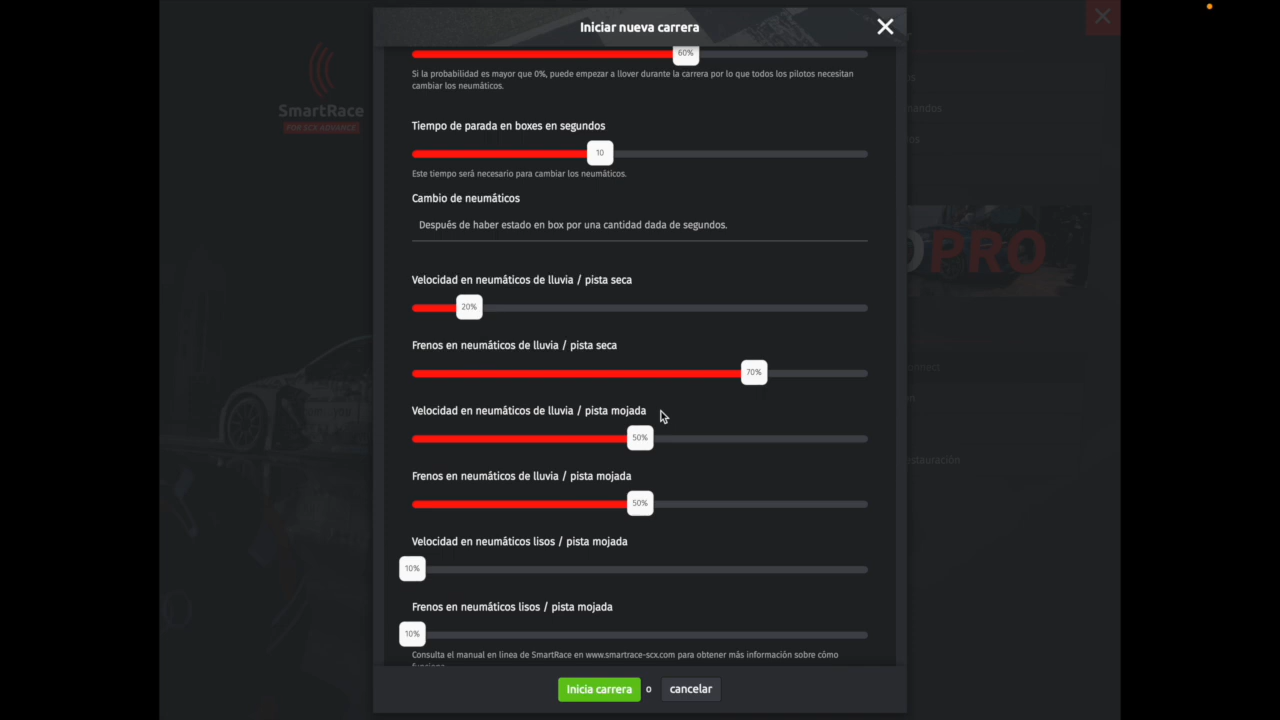 Iniciar nueva carrera
60%
Si la probabilidad es mayor que 0%, puede empezar a llover durante la carrera por lo que todos los pilotos necesitan
cambiar los neumáticos.
SmartRace
FOR SCX ADVANCE
Tiempo de parada en boxes en segundos
10
Este tiempo será necesario para cambiar los neumáticos.
Cambio de neumáticos
Después de haber estado en box por una cantidad dada de segundos.
PRO
Velocidad en neumáticos de lluvia / pista seca
20%
Frenos en neumáticos de lluvia / pista seca
70%
Velocidad en neumáticos de lluvia / pista mojada
50%
Frenos en neumáticos de lluvia / pista mojada
50%
Velocidad en neumáticos lisos / pista mojada
10%
Frenos en neumáticos lisos / pista mojada
10%
Consulta el manual en línea de SmartRace en www.smartrace-scx.com para obtener más información sobre cómo
Inicia carrera o cancelar